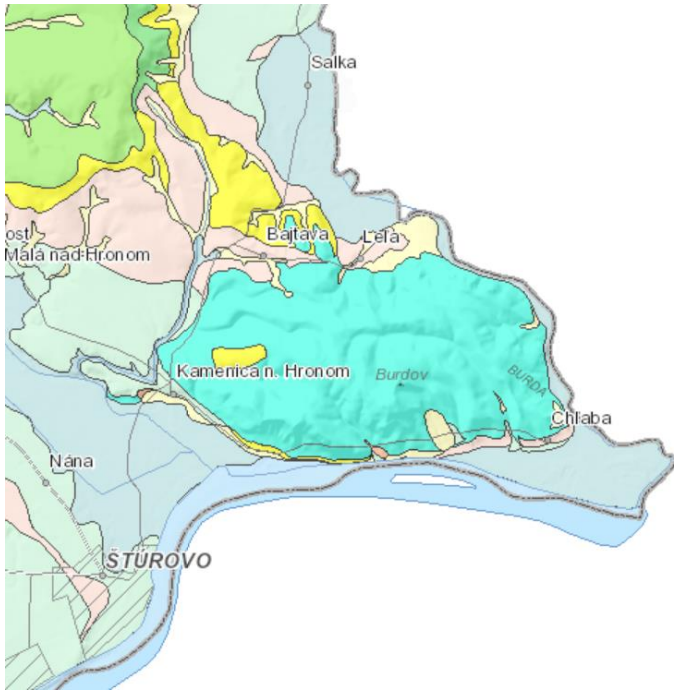 Salka
Bajtava
Leľa
ost
Malá nad Hronom
Kamenica n. Hronom
Burdov
BURDA
Chľaba
Nána
ŠTÚROVO